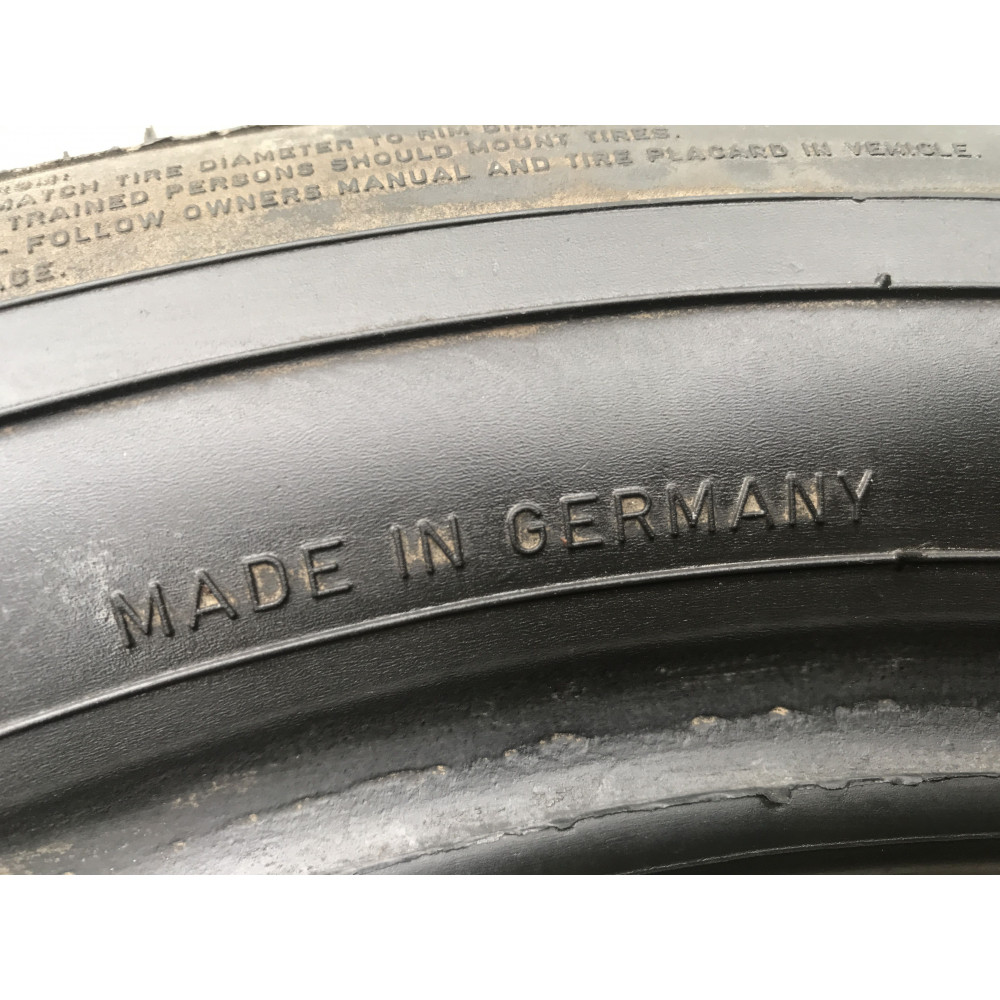 MATCH TIRE DIAMETER TO RIM
TRAINED PERSONS SHOULD MOUNT TIRES.
FOLLOW OWNERS MANUAL AND TIRE PLACARD IN VEHICLE.
MADE IN GERMANY